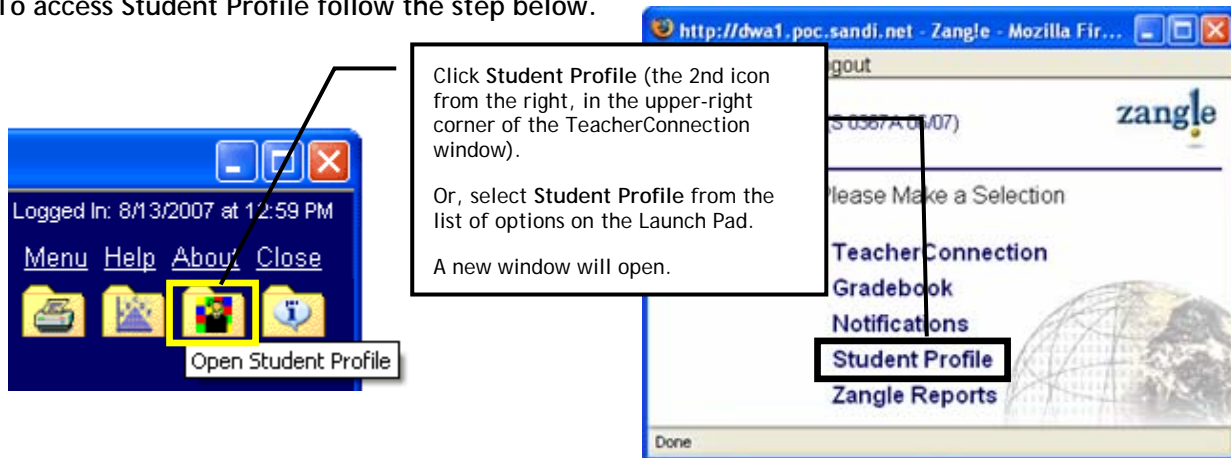 To access Student Profile follow the step below.
Click Student Profile (the 2nd icon
from the right, in the upper-right
corner of the TeacherConnection
window).
Or, select Student Profile from the
list of options on the Launch Pad.
A new window will open.
Logged In: 8/13/2007 at 12:59 PM
Menu Help About Close
Open Student Profile
http://dwa1.poc.sandi.net - Zangle - Mozilla Fir...
gout
(S 0367A 06/07)
zangle
Please Make a Selection
TeacherConnection
Gradebook
Notifications
Student Profile
Zangle Reports
Done